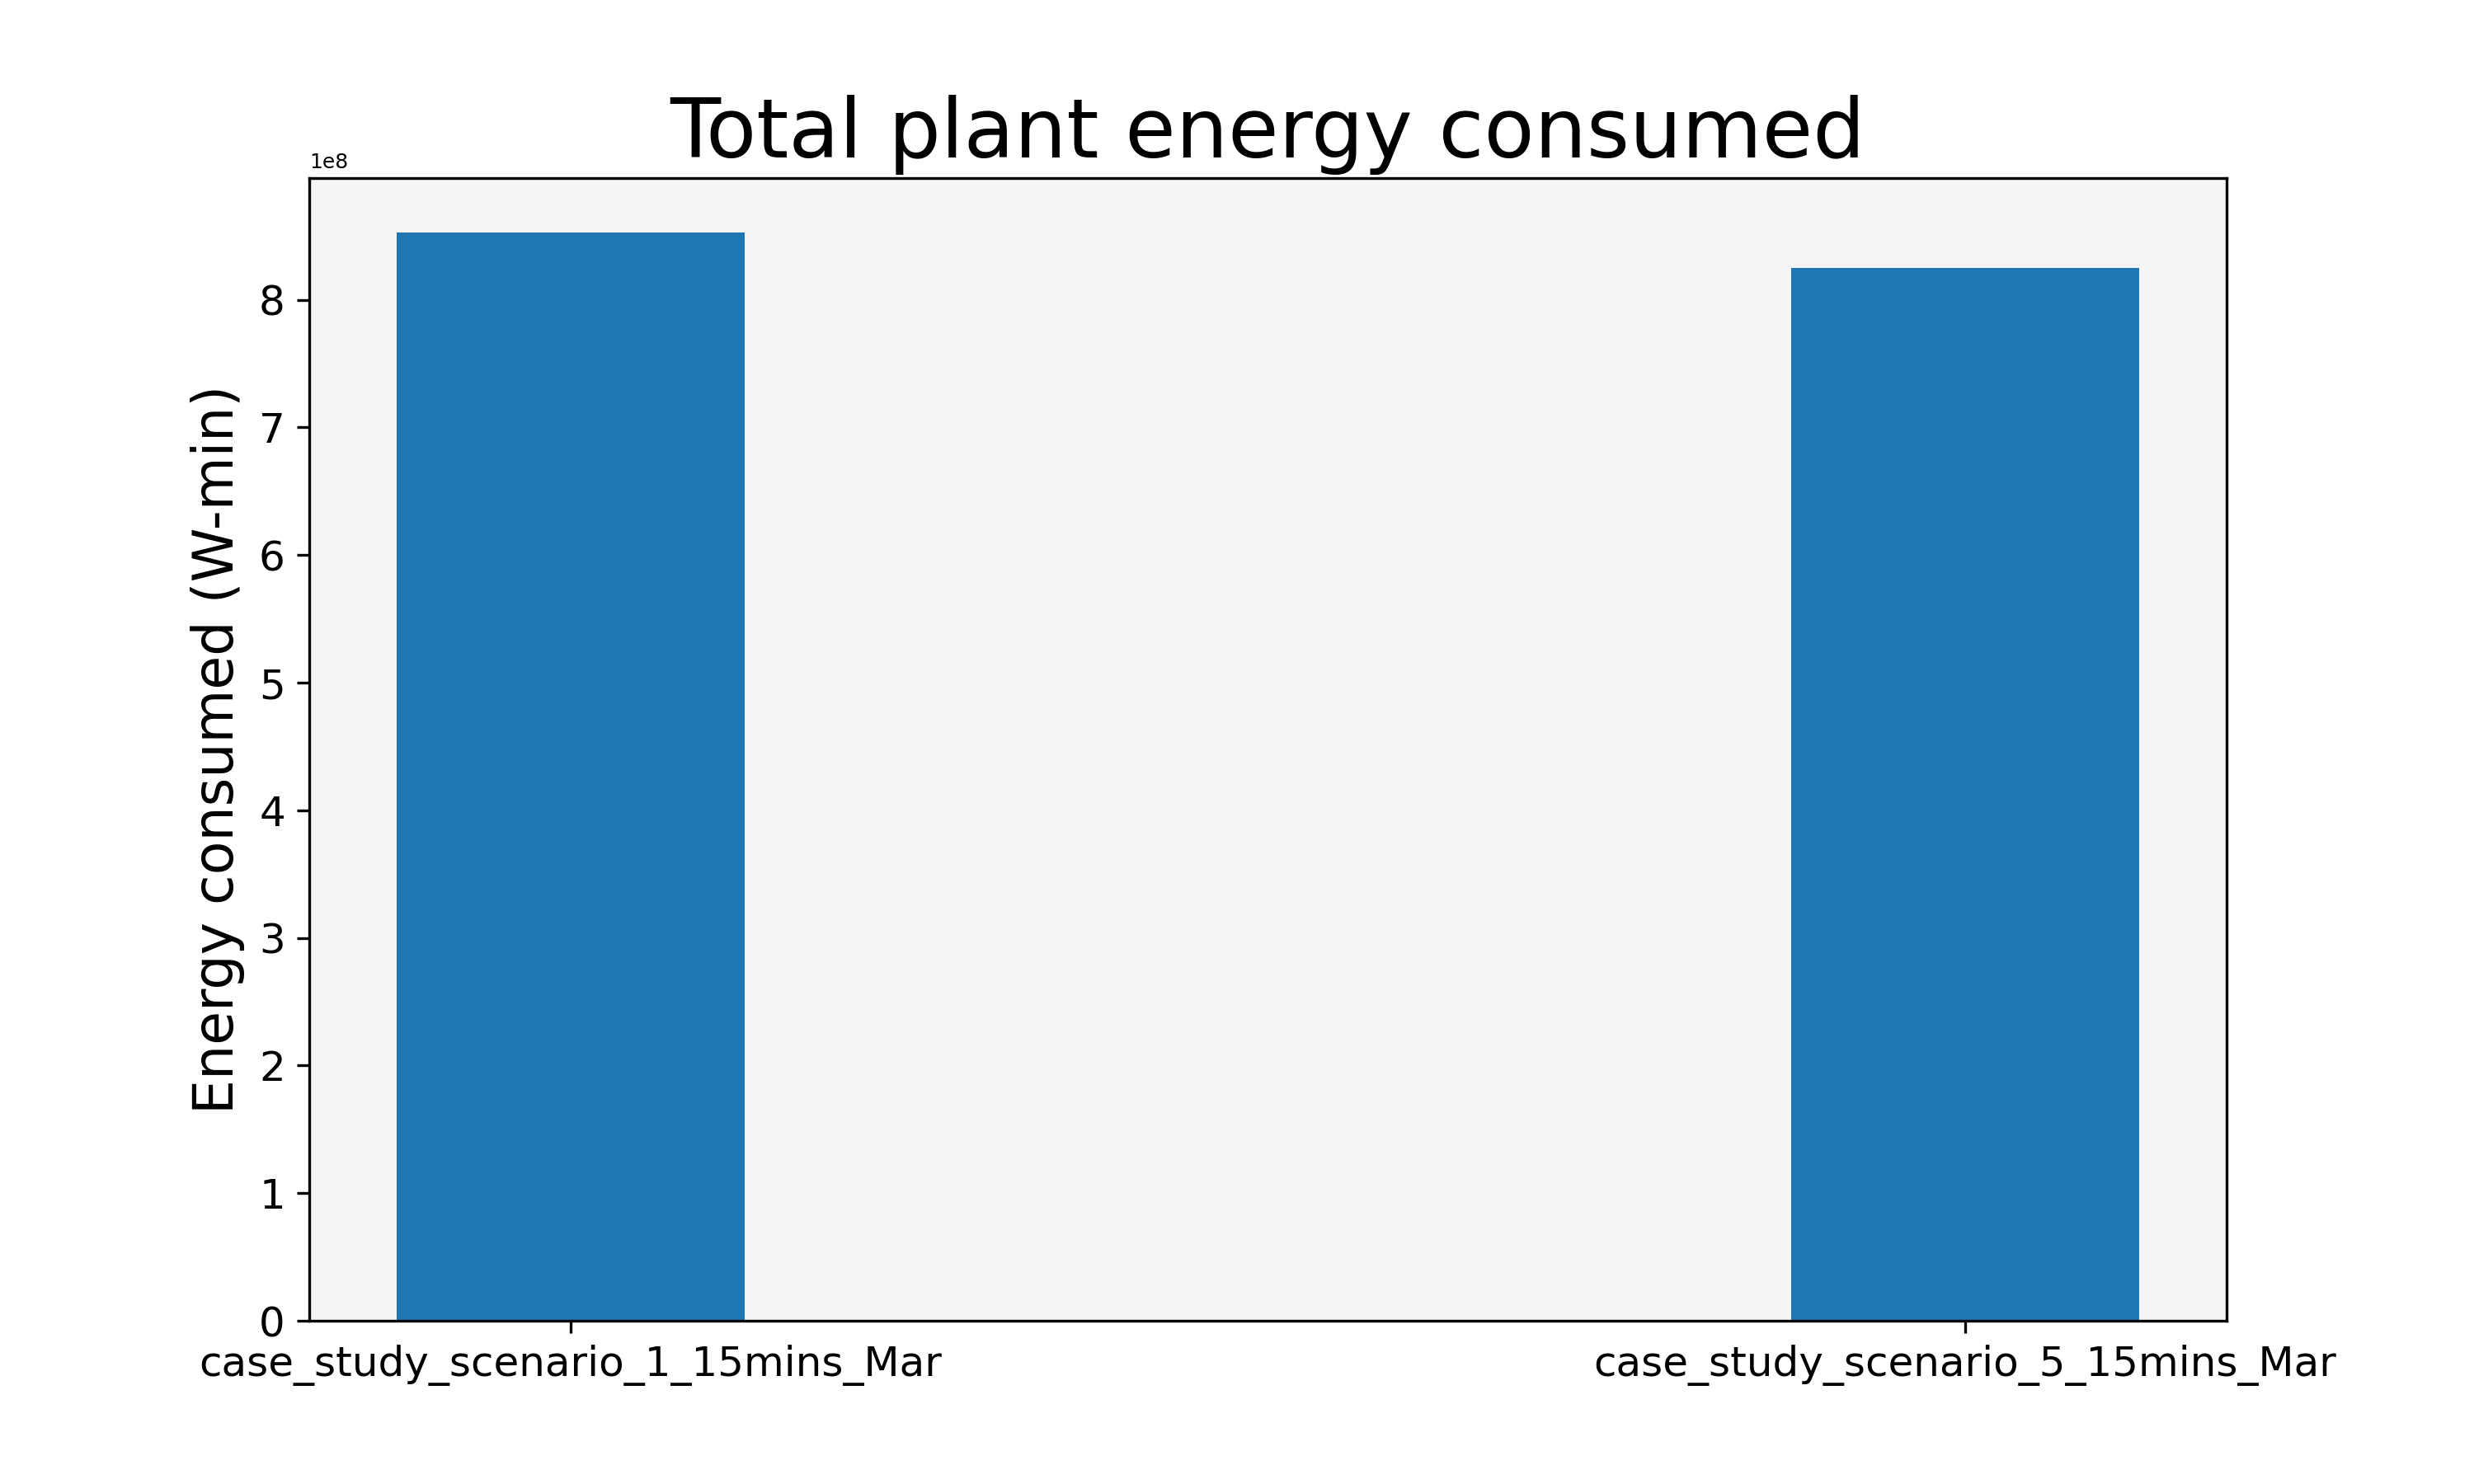 Total plant energy consumed
1e8
Energy consumed (W-min)
8
7
6
5
4
3
2
1
0
case_study_scenario_1_15mins_Mar
case_study_scenario_5_15mins_Mar